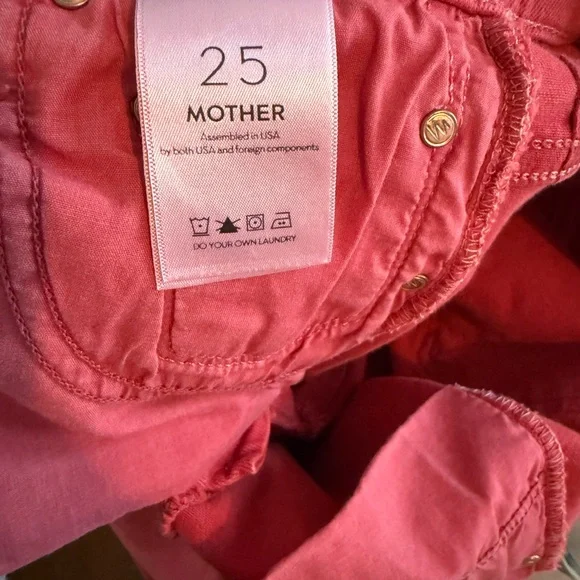 25
MOTHER
Assembled in USA
by both USA and foreign components
DO YOUR OWN LAUNDRY